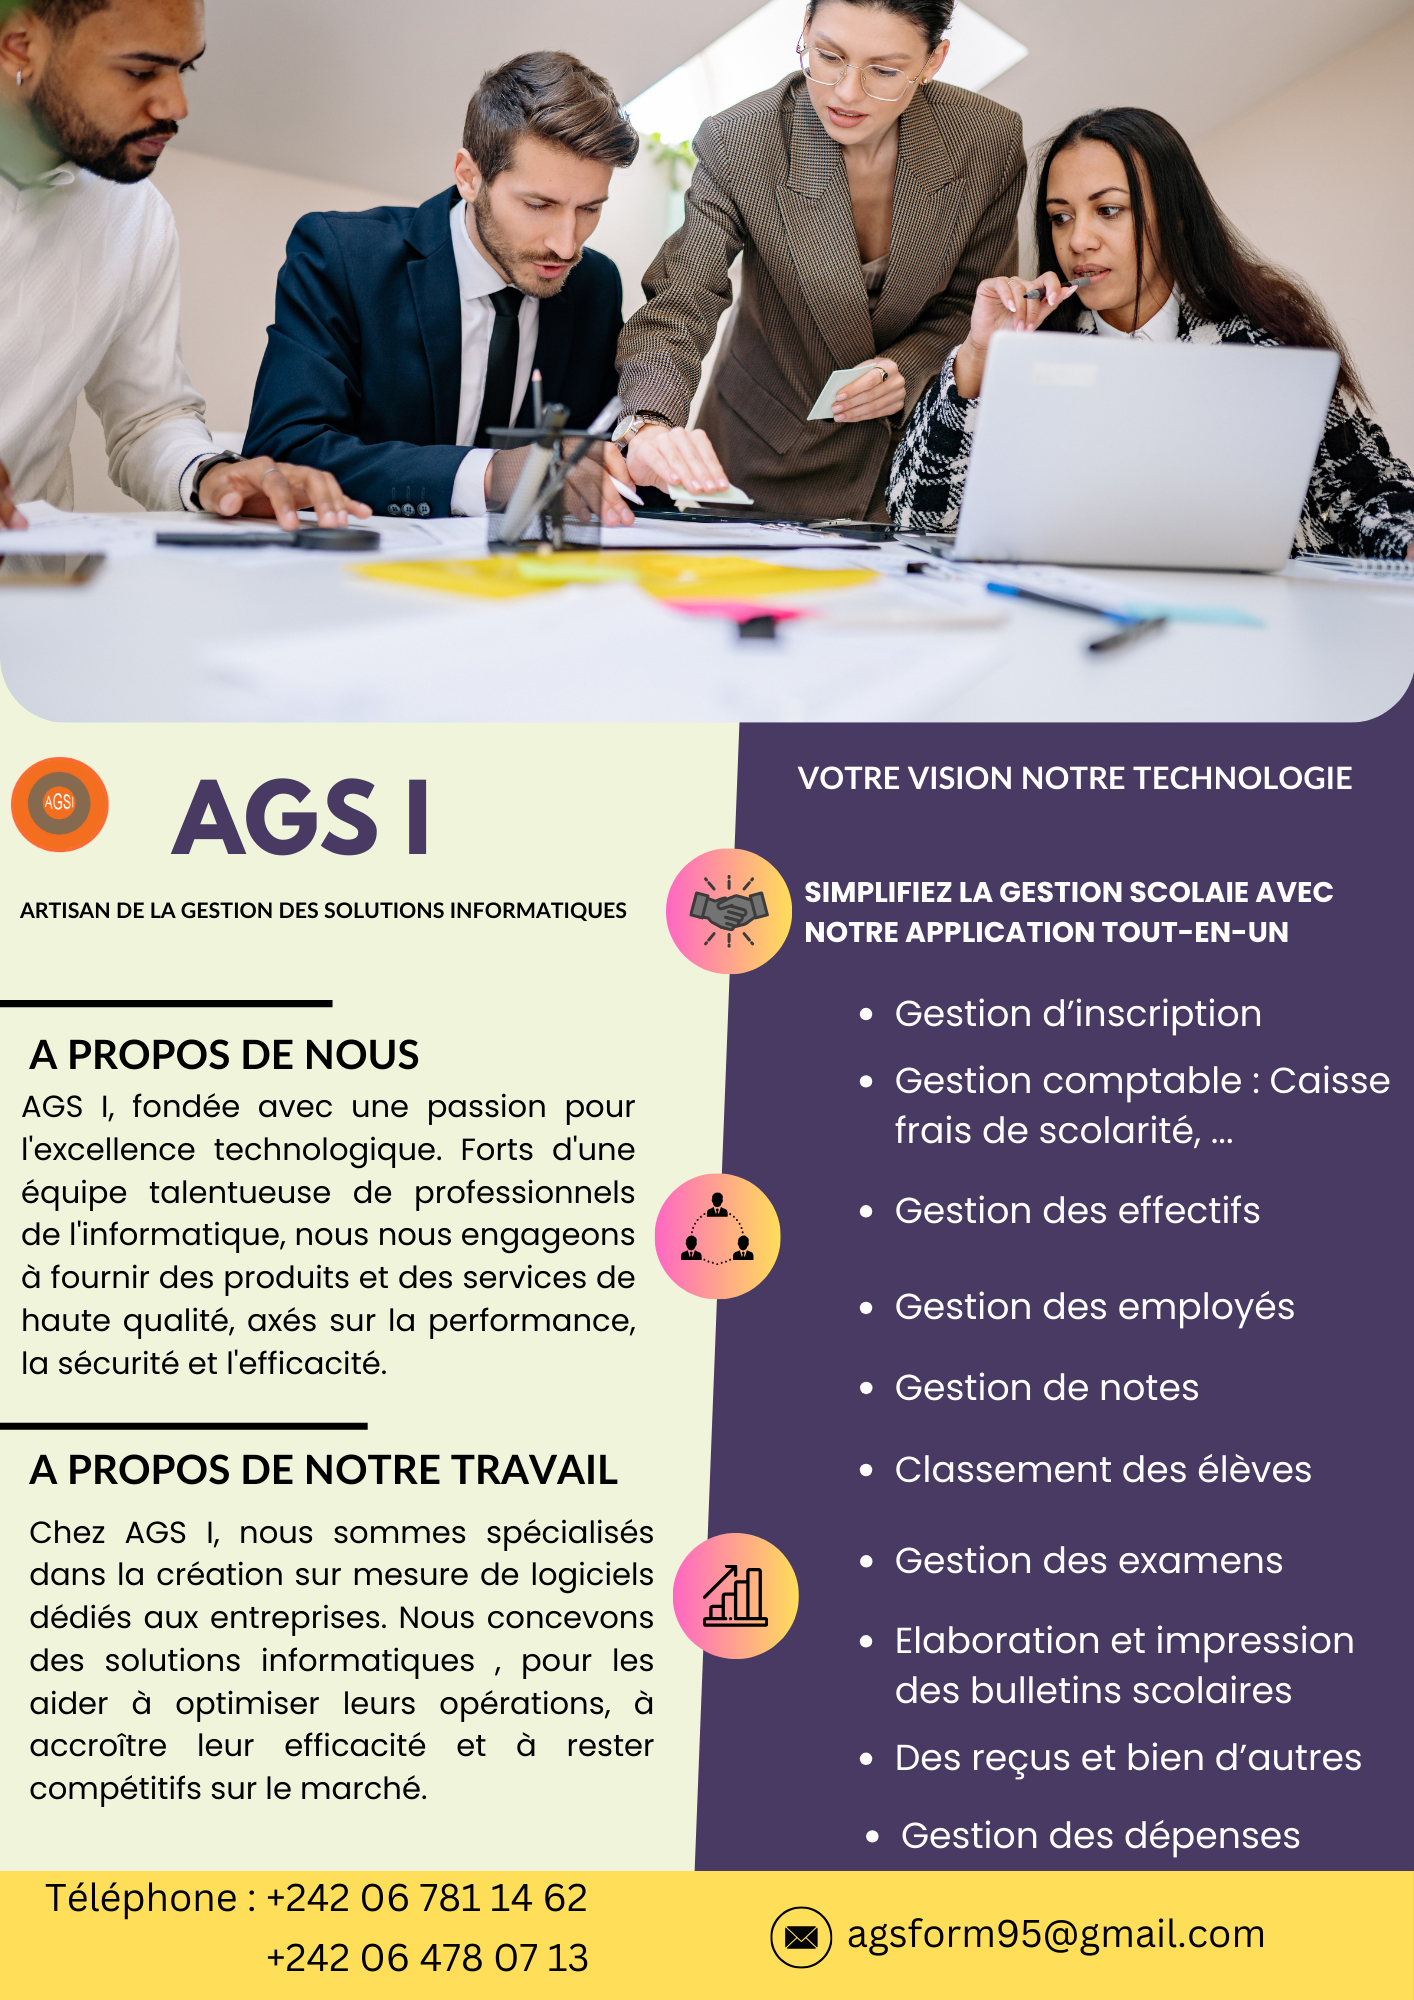 AGSI
AGS I
ARTISAN DE LA GESTION DES SOLUTIONS INFORMATIQUES
A PROPOS DE NOUS
AGS I, fondée avec une passion pour
l'excellence technologique. Forts d'une
équipe talentueuse de professionnels
de l'informatique, nous nous engageons
à fournir des produits et des services de
haute qualité, axés sur la performance,
la sécurité et l'efficacité.
A PROPOS DE NOTRE TRAVAIL
Chez AGS I, nous sommes spécialisés
dans la création sur mesure de logiciels
dédiés aux entreprises. Nous concevons
des solutions informatiques , pour les
aider à optimiser leurs opérations, à
accroître leur efficacité et à rester
compétitifs sur le marché.
VOTRE VISION NOTRE TECHNOLOGIE
SIMPLIFIEZ LA GESTION SCOLAIE AVEC
NOTRE APPLICATION TOUT-EN-UN
• Gestion d’inscription
• Gestion comptable : Caisse
frais de scolarité, ...
• Gestion des effectifs
• Gestion des employés
• Gestion de notes
• Classement des élèves
• Gestion des examens
• Elaboration et impression
des bulletins scolaires
• Des reçus et bien d’autres
• Gestion des dépenses
Téléphone : +242 06 781 14 62
+242 06 478 07 13
agsform95@gmail.com